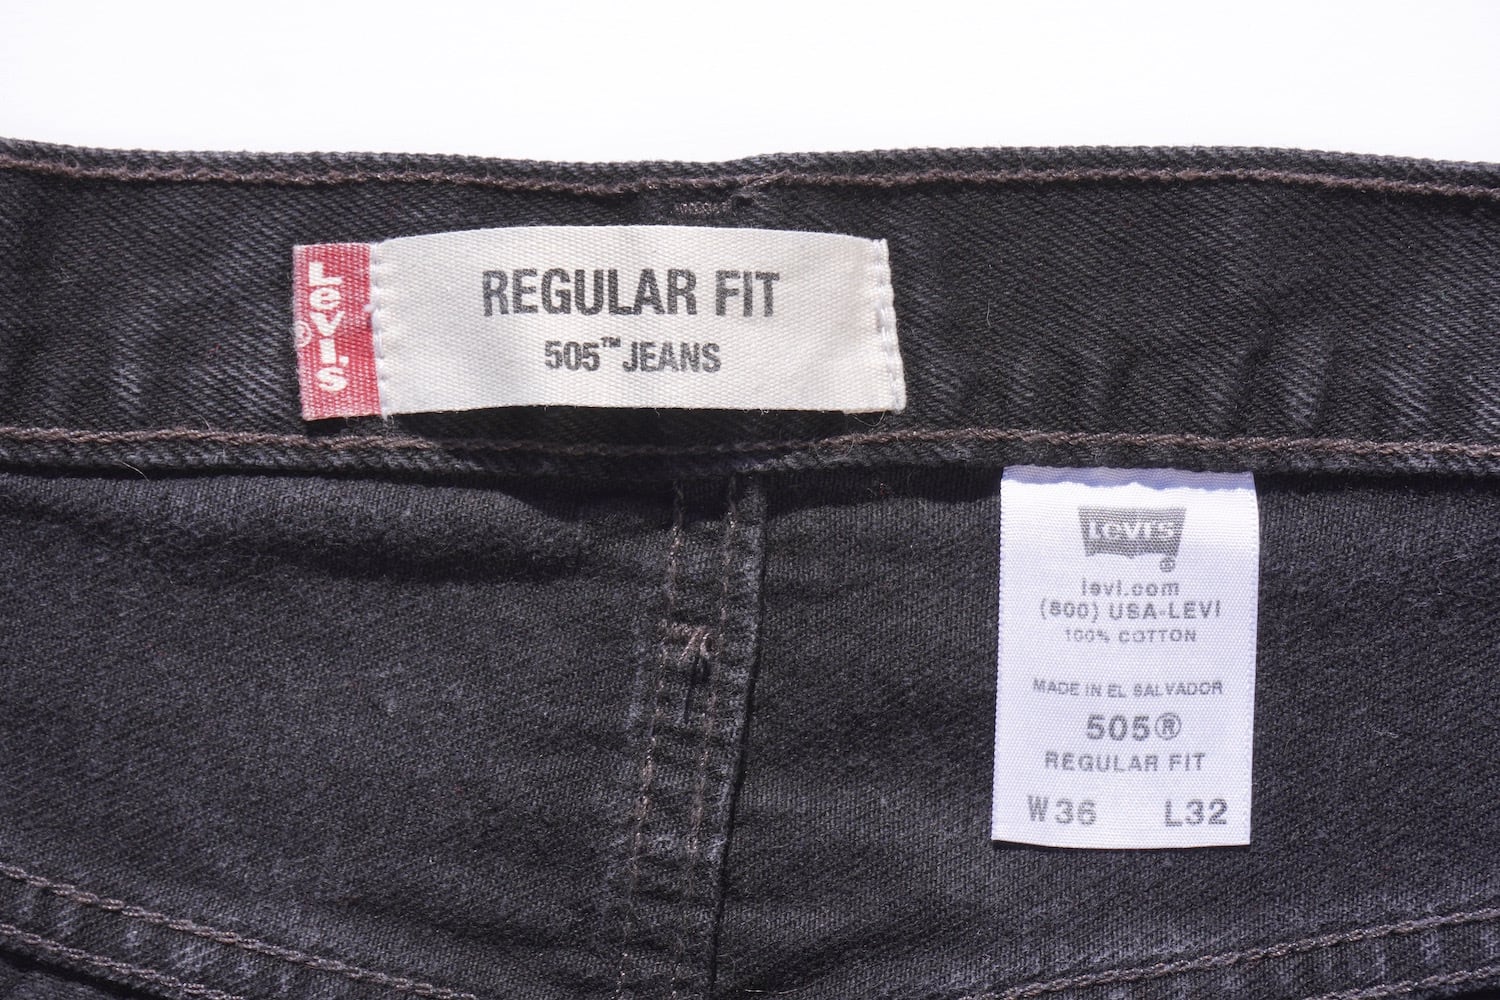 Levi's®
REGULAR FIT
505™ JEANS
LEVI'S®
levi.com
(800) USA-LEVI
100% COTTON
MADE IN EL SALVADOR
505®
REGULAR FIT
W36 L32